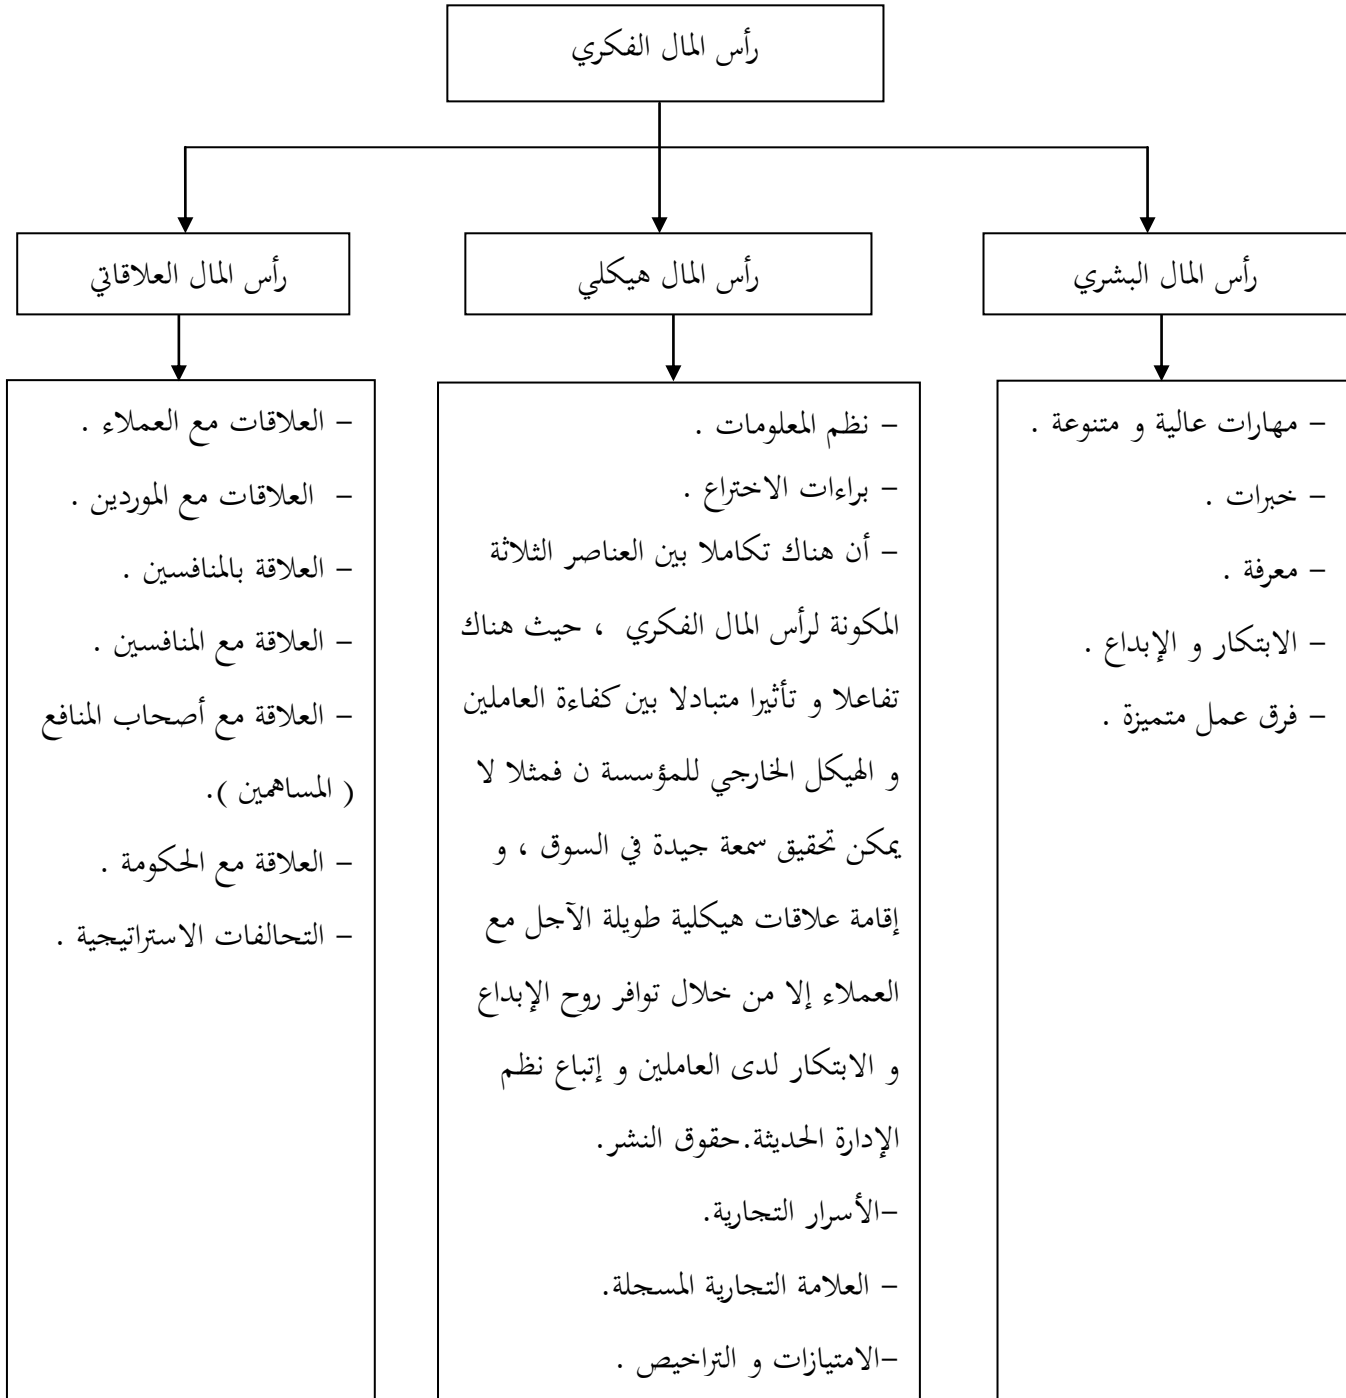 رأس المال الفكري
رأس المال البشري
رأس المال هيكلي
رأس المال العلاقاتي
– مهارات عالية و متنوعة .
– خبرات .
– معرفة .
– الابتكار و الإبداع .
– فرق عمل متميزة .
– نظم المعلومات .
– براءات الاختراع .
– أن هناك تكاملا بين العناصر الثلاثة
المكونة لرأس المال الفكري ، حيث هناك
تفاعلا و تأثيرا متبادلا بين كفاءة العاملين
و الهيكل الخارجي للمؤسسة ن فمثلا لا
يمكن تحقيق سمعة جيدة في السوق ، و
إقامة علاقات هيكلية طويلة الآجل مع
العملاء إلا من خلال توافر روح الإبداع
و الابتكار لدى العاملين و إتباع نظم
الإدارة الحديثة.حقوق النشر.
–الأسرار التجارية.
– العلامة التجارية المسجلة.
–الامتيازات و التراخيص .
– العلاقات مع العملاء .
– العلاقات مع الموردين .
– العلاقة بالمنافسين .
– العلاقة مع المنافسين .
– العلاقة مع أصحاب المنافع
( المساهمين ).
– العلاقة مع الحكومة .
– التحالفات الاستراتيجية .